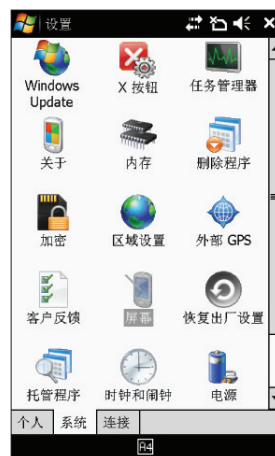 设置
Windows Update
X 按钮
任务管理器
关于
内存
删除程序
加密
区域设置
外部 GPS
客户反馈
屏幕
恢复出厂设置
托管程序
时钟和闹钟
电源
个人
系统
连接